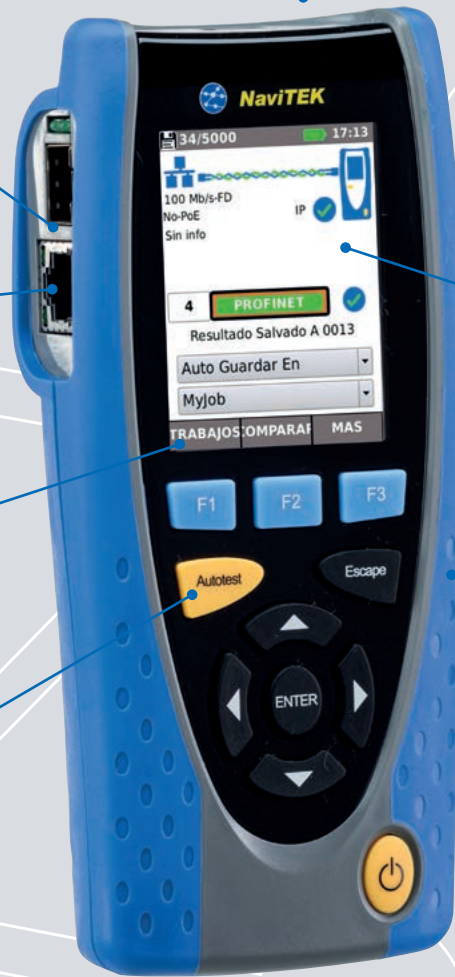 NaviTEK
34/5000 17:13
100 Mb/s-FD
No-PoE
IP
Sin info
4 PROFINET
Resultado Salvado A 0013
Auto Guardar En
MyJob
TRABAJOS COMPARAR MAS
F1 F2 F3
Autotest Escape
ENTER